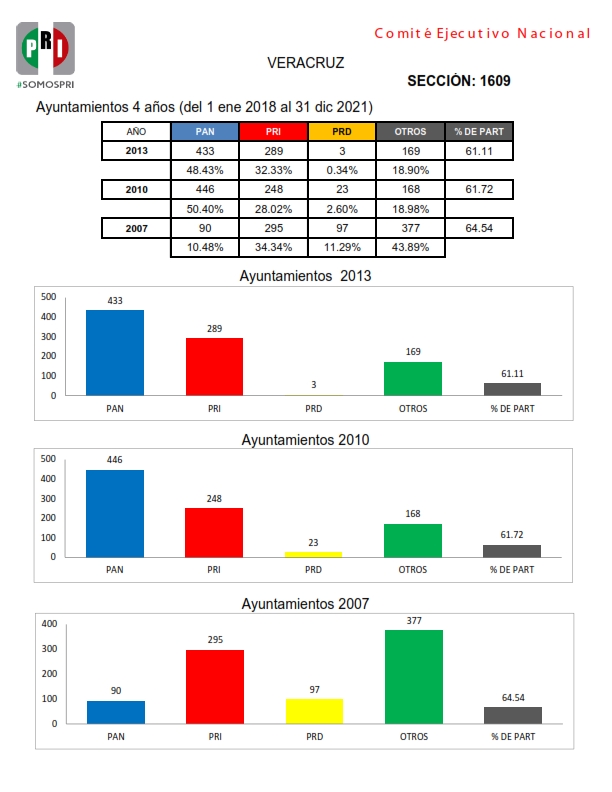 Comité Ejecutivo Nacional
PRI
#SOMOSPRI
VERACRUZ
SECCIÓN: 1609
Ayuntamientos 4 años (del 1 ene 2018 al 31 dic 2021)
AÑO PAN PRI PRD OTROS % DE PART
2013 433 289 3 169 61.11
48.43% 32.33% 0.34% 18.90%
2010 446 248 23 168 61.72
50.40% 28.02% 2.60% 18.98%
2007 90 295 97 377 64.54
10.48% 34.34% 11.29% 43.89%
Ayuntamientos 2013
500
400
300
200
100
0
433 289 3 169 61.11
PAN PRI PRD OTROS % DE PART
Ayuntamientos 2010
500
400
300
200
100
0
446 248 23 168 61.72
PAN PRI PRD OTROS % DE PART
Ayuntamientos 2007
400
300
200
100
0
90 295 97 377 64.54
PAN PRI PRD OTROS % DE PART